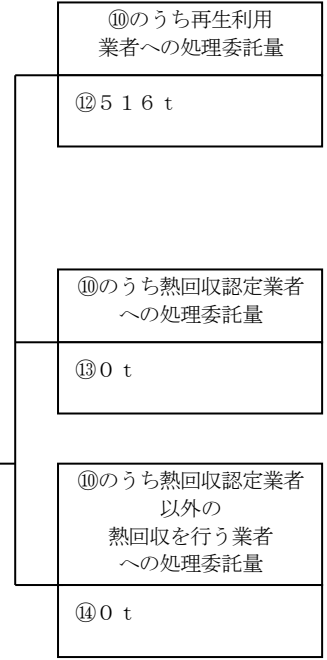 ⑩のうち再生利用
業者への処理委託量
⑫５１６ｔ
⑩のうち熱回収認定業者
への処理委託量
⑬０ｔ
⑩のうち熱回収認定業者
以外の
熱回収を行う業者
への処理委託量
⑭０ｔ